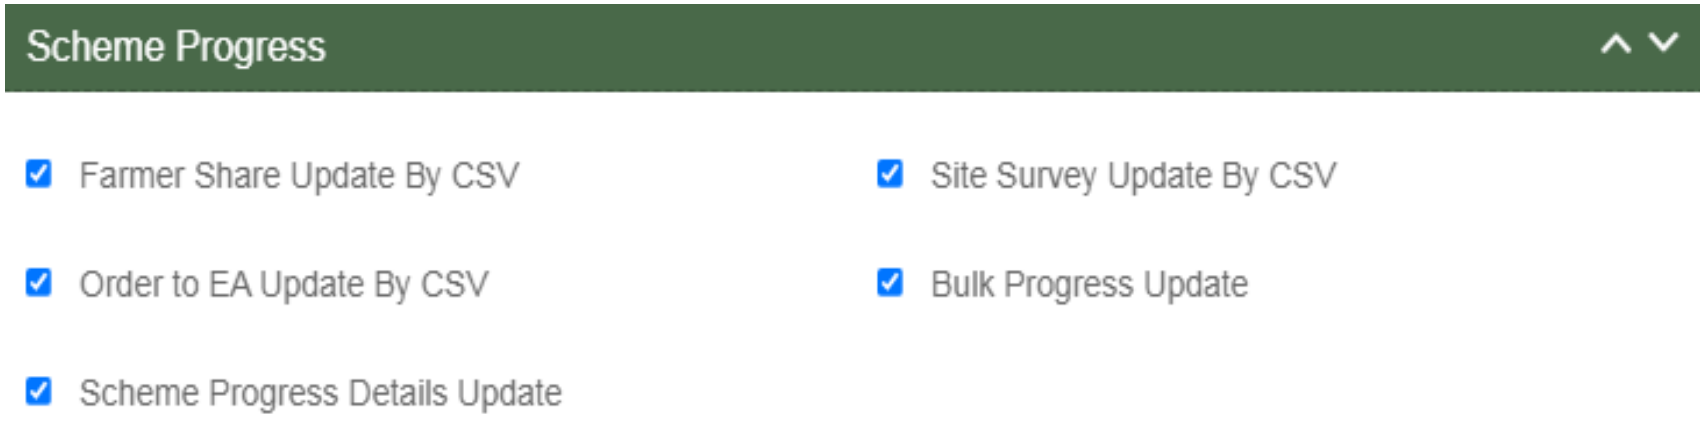 Scheme Progress
Farmer Share Update By CSV
Site Survey Update By CSV
Order to EA Update By CSV
Bulk Progress Update
Scheme Progress Details Update